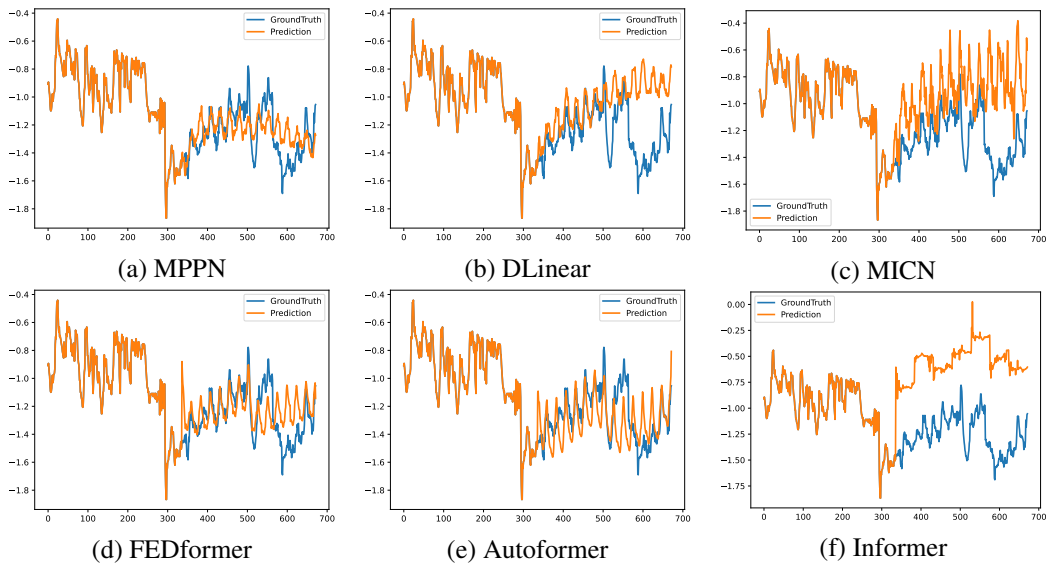 GroundTruth
Prediction
−0.4
−0.6
−0.8
−1.0
−1.2
−1.4
−1.6
−1.8
0 100 200 300 400 500 600 700
(a) MPPN
GroundTruth
Prediction
−0.4
−0.6
−0.8
−1.0
−1.2
−1.4
−1.6
−1.8
0 100 200 300 400 500 600 700
(b) DLinear
−0.4
−0.6
−0.8
−1.0
−1.2
−1.4
−1.6
−1.8
GroundTruth
Prediction
0 100 200 300 400 500 600 700
(c) MICN
GroundTruth
Prediction
−0.4
−0.6
−0.8
−1.0
−1.2
−1.4
−1.6
−1.8
0 100 200 300 400 500 600 700
(d) FEDformer
GroundTruth
Prediction
−0.4
−0.6
−0.8
−1.0
−1.2
−1.4
−1.6
−1.8
0 100 200 300 400 500 600 700
(e) Autoformer
GroundTruth
Prediction
0.00
−0.25
−0.50
−0.75
−1.00
−1.25
−1.50
−1.75
0 100 200 300 400 500 600 700
(f) Informer